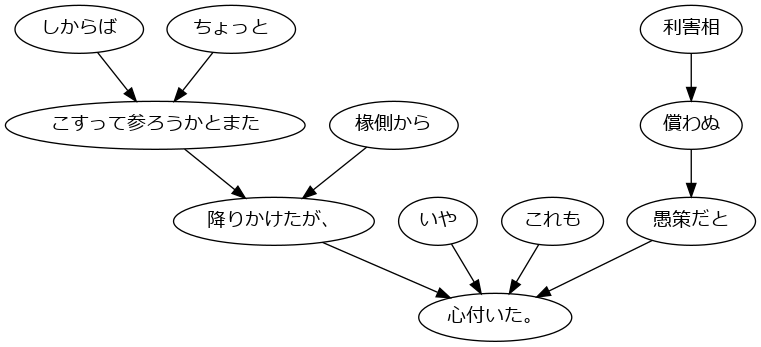 しからば
ちょっと
利害相
こすって参ろうかとまた
椽側から
償わぬ
降りかけたが、
いや
これも
愚策だと
心付いた。